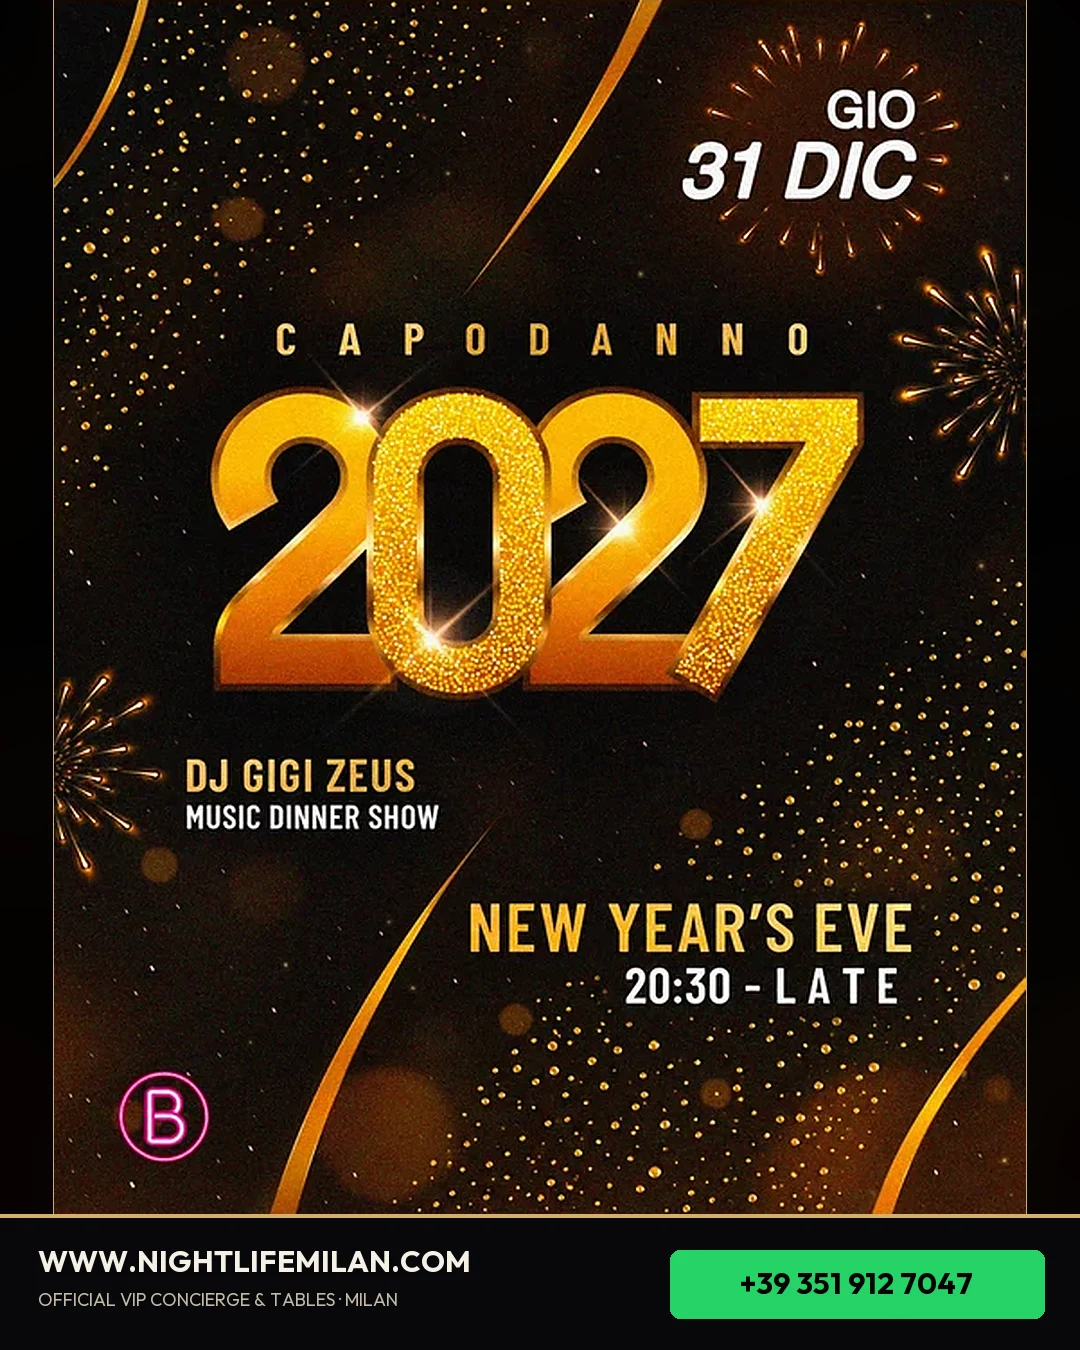 GIO
31 DIC
CAPODANNO
2027
DJ GIGI ZEUS
MUSIC DINNER SHOW
NEW YEAR'S EVE
20:30 - LATE
B
WWW.NIGHTLIFEMILAN.COM
OFFICIAL VIP CONCIERGE & TABLES · MILAN
+39 351 912 7047